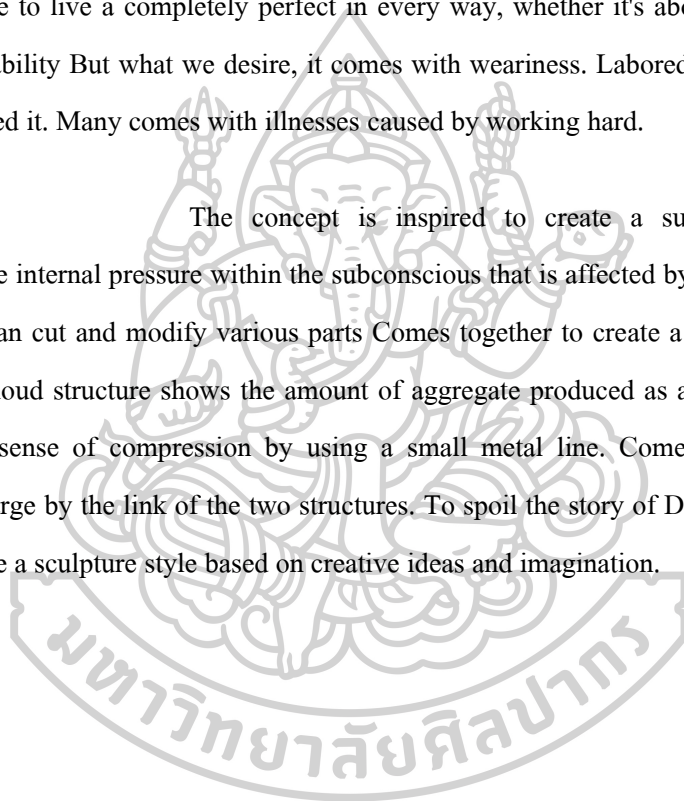 e to live a completely perfect in every way, whether it's abo
bility But what we desire, it comes with weariness. Labored
ed it. Many comes with illnesses caused by working hard.
The concept is inspired to create a su
e internal pressure within the subconscious that is affected by
an cut and modify various parts Comes together to create a
loud structure shows the amount of aggregate produced as a
sense of compression by using a small metal line. Come
rge by the link of the two structures. To spoil the story of D
e a sculpture style based on creative ideas and imagination.
มหาวิทยาลัยศิลปากร